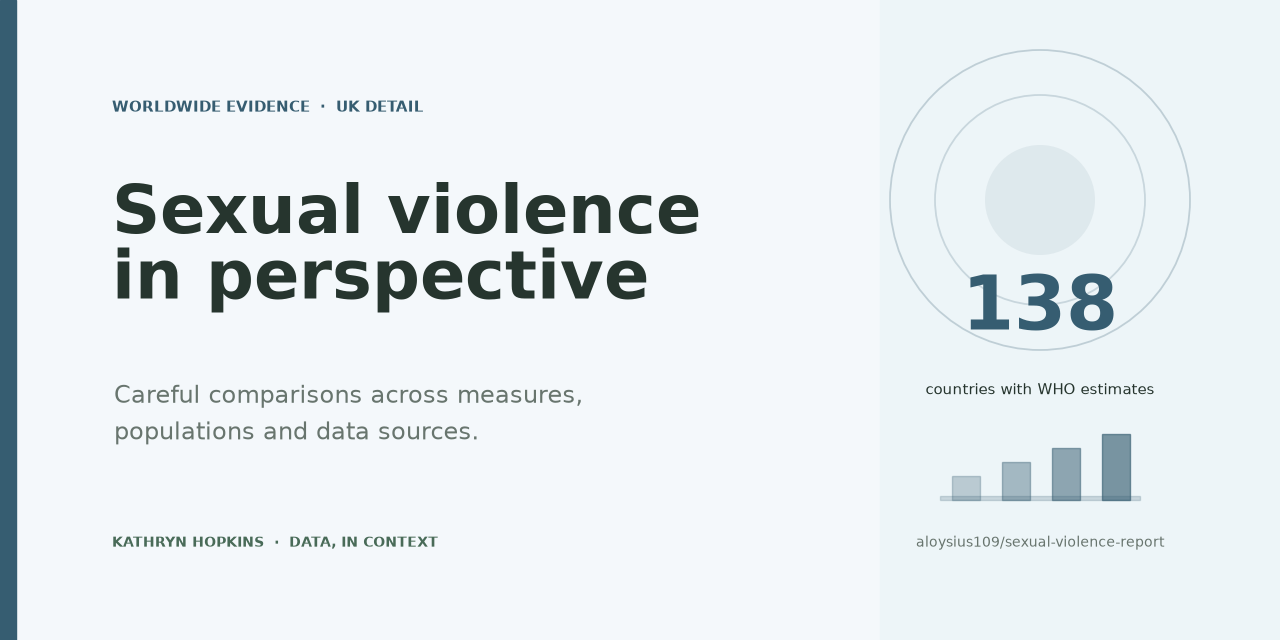 WORLDWIDE EVIDENCE · UK DETAIL
Sexual violence
in perspective
Careful comparisons across measures,
populations and data sources.
KATHRYN HOPKINS · DATA, IN CONTEXT
138
countries with WHO estimates
aloysius109/sexual-violence-report